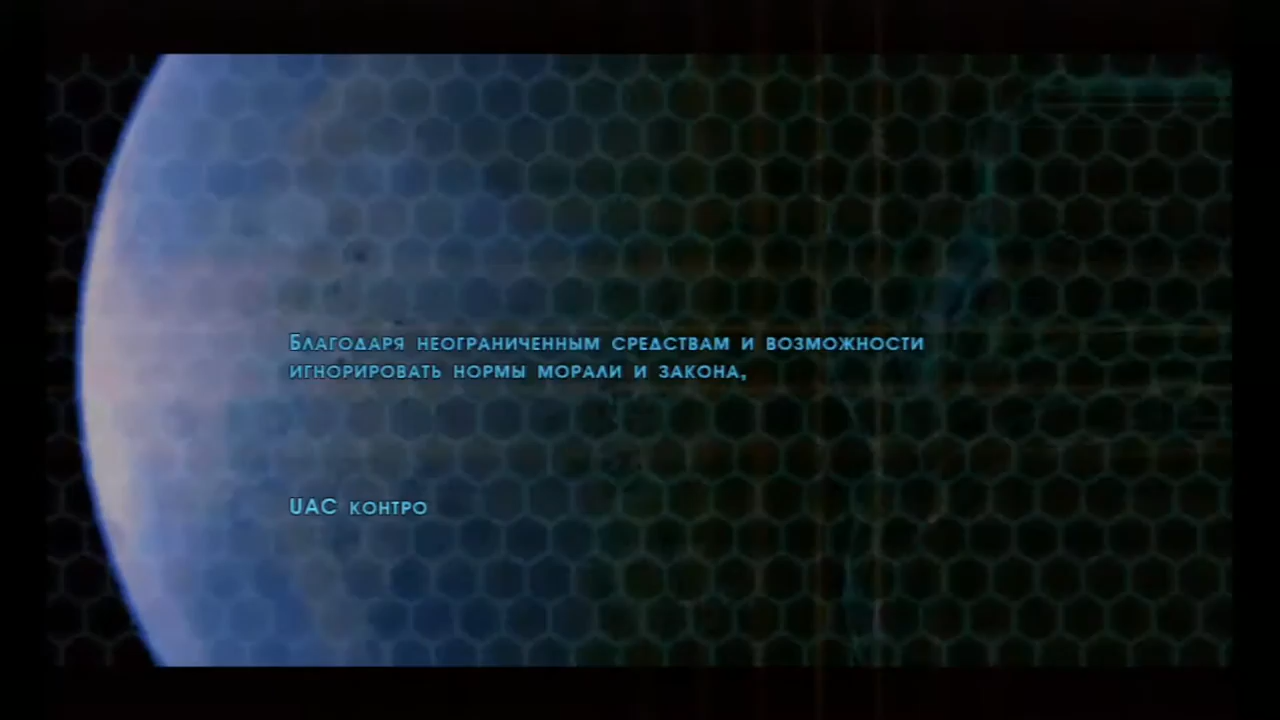 Благодаря неограниченным средствам и возможности
игнорировать нормы морали и закона,
UAC контро